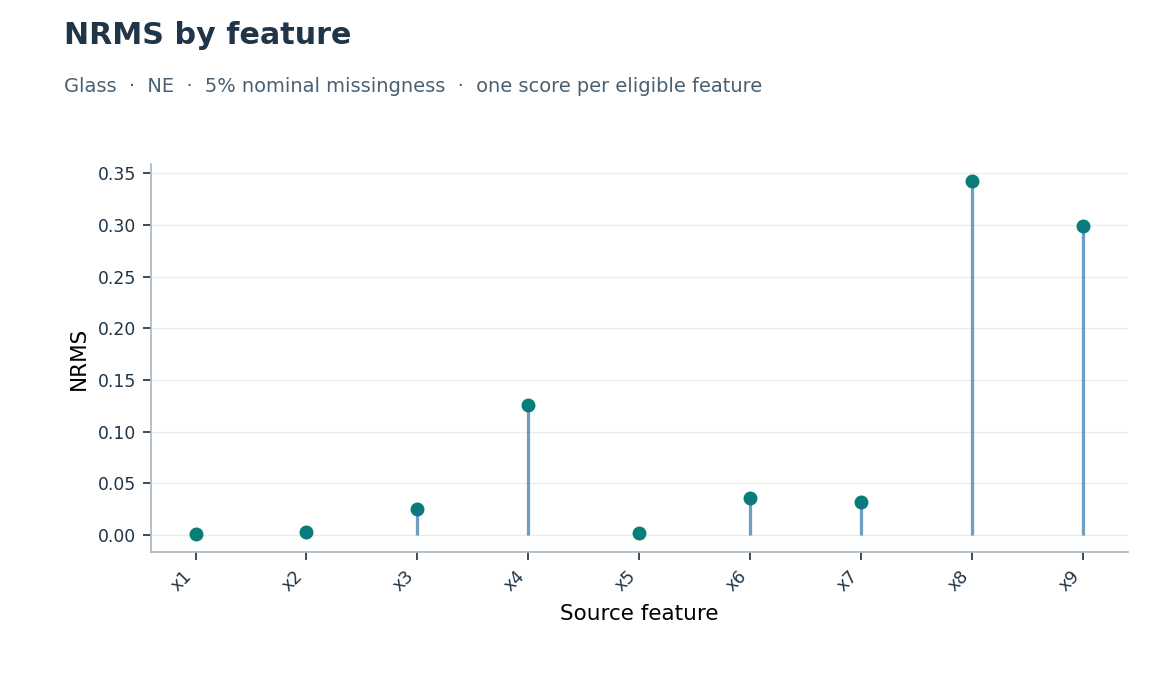 NRMS by feature
Glass · NE · 5% nominal missingness · one score per eligible feature
0.35
0.30
0.25
0.20
0.15
0.10
0.05
0.00
NRMS
x1 x2 x3 x4 x5 x6 x7 x8 x9
Source feature